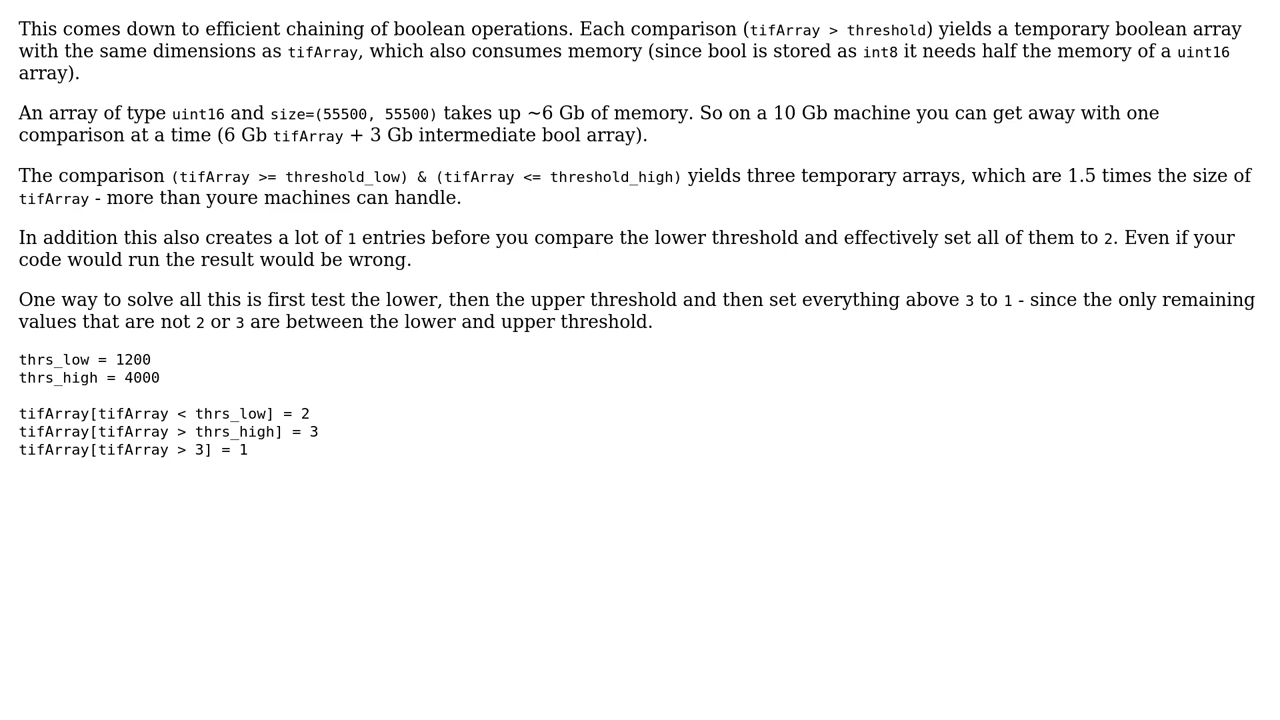 This comes down to efficient chaining of boolean operations. Each comparison (tifArray > threshold) yields a temporary boolean array
with the same dimensions as tifArray, which also consumes memory (since bool is stored as int8 it needs half the memory of a uint16
array).
An array of type uint16 and size=(55500, 55500) takes up ~6 Gb of memory. So on a 10 Gb machine you can get away with one
comparison at a time (6 Gb tifArray + 3 Gb intermediate bool array).
The comparison (tifArray >= threshold_low) & (tifArray <= threshold_high) yields three temporary arrays, which are 1.5 times the size of
tifArray - more than youre machines can handle.
In addition this also creates a lot of 1 entries before you compare the lower threshold and effectively set all of them to 2. Even if your
code would run the result would be wrong.
One way to solve all this is first test the lower, then the upper threshold and then set everything above 3 to 1 - since the only remaining
values that are not 2 or 3 are between the lower and upper threshold.
thrs_low = 1200
thrs_high = 4000
tifArray[tifArray < thrs_low] = 2
tifArray[tifArray > thrs_high] = 3
tifArray[tifArray > 3] = 1